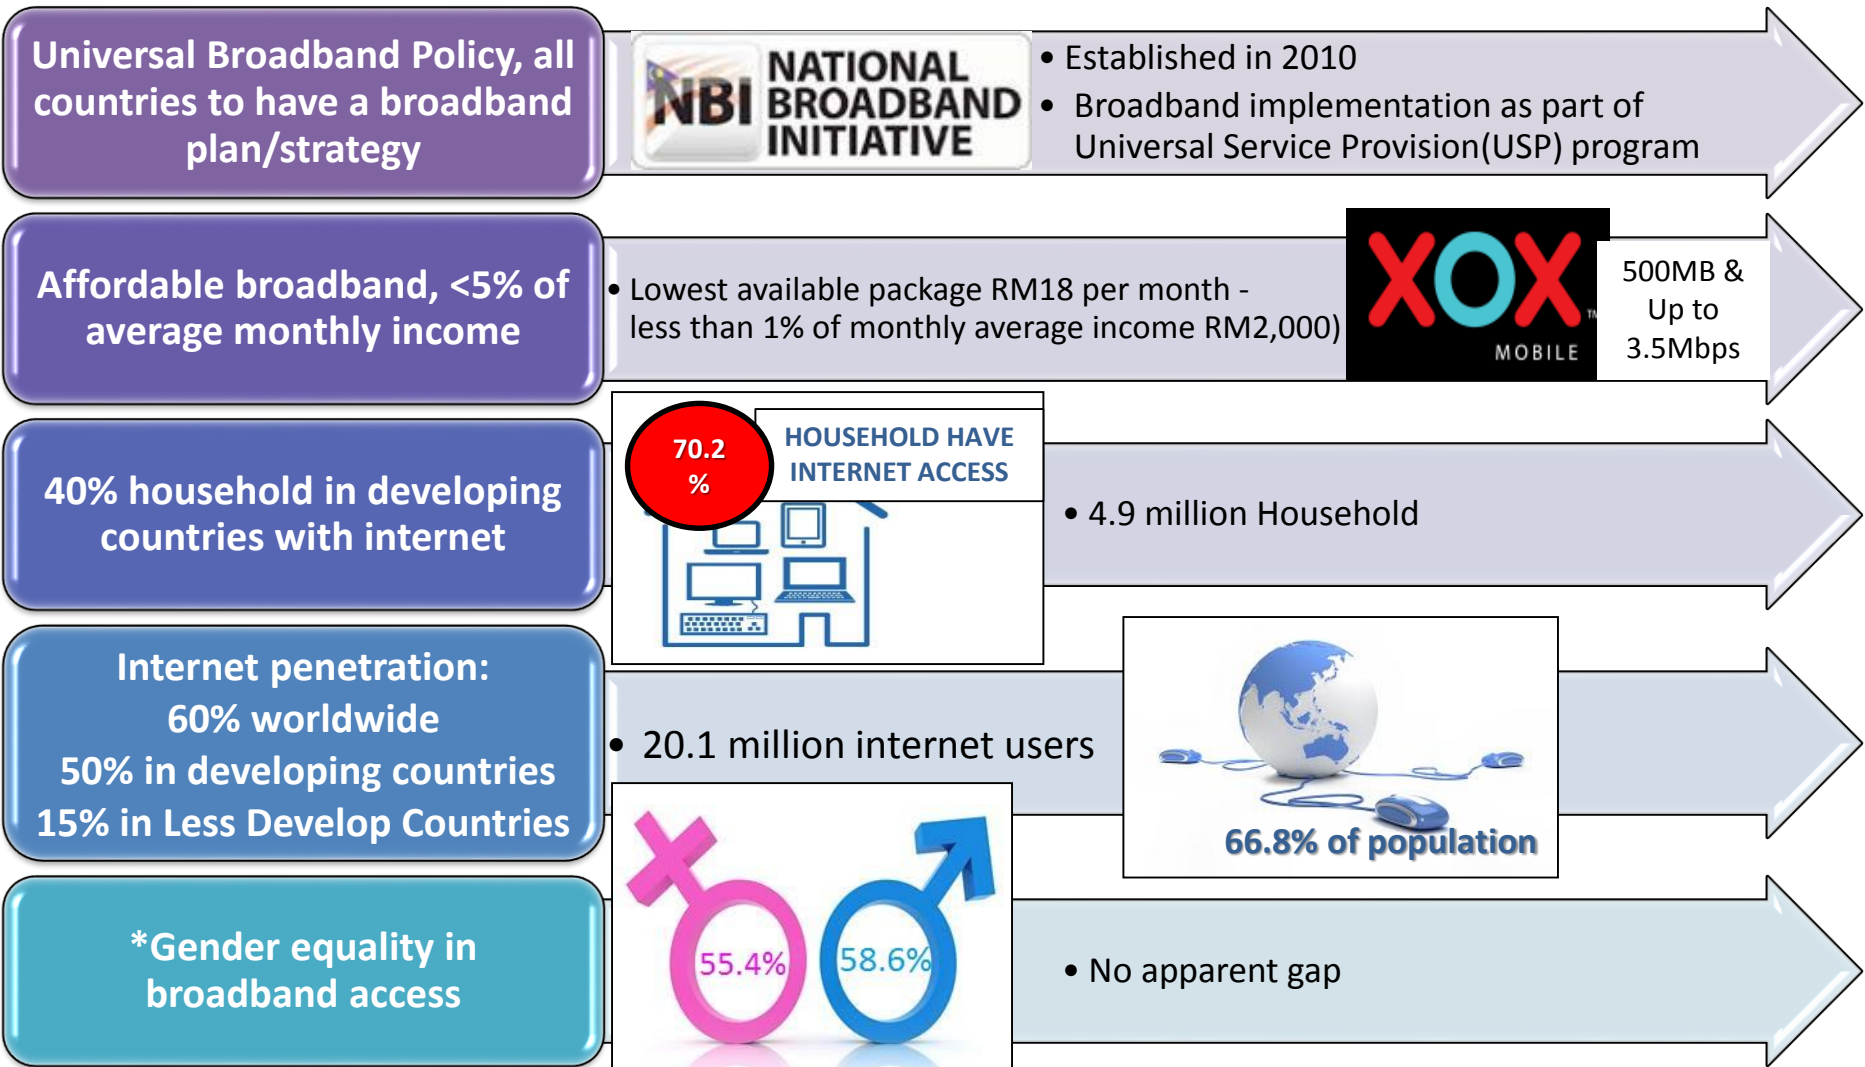 Universal Broadband Policy, all
countries to have a broadband
plan/strategy
NBI
NATIONAL
BROADBAND
INITIATIVE
• Established in 2010
• Broadband implementation as part of
Universal Service Provision(USP) program
Affordable broadband, <5% of
average monthly income
• Lowest available package RM18 per month -
less than 1% of monthly average income RM2,000)
XOX
TM
MOBILE
500MB &
Up to
3.5Mbps
40% household in developing
countries with internet
70.2
%
HOUSEHOLD HAVE
INTERNET ACCESS
• 4.9 million Household
Internet penetration:
60% worldwide
50% in developing countries
15% in Less Develop Countries
• 20.1 million internet users
66.8% of population
*Gender equality in
broadband access
55.4%
58.6%
• No apparent gap